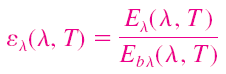 ε_λ(λ, T) = E_λ(λ, T) / E_bλ(λ, T)